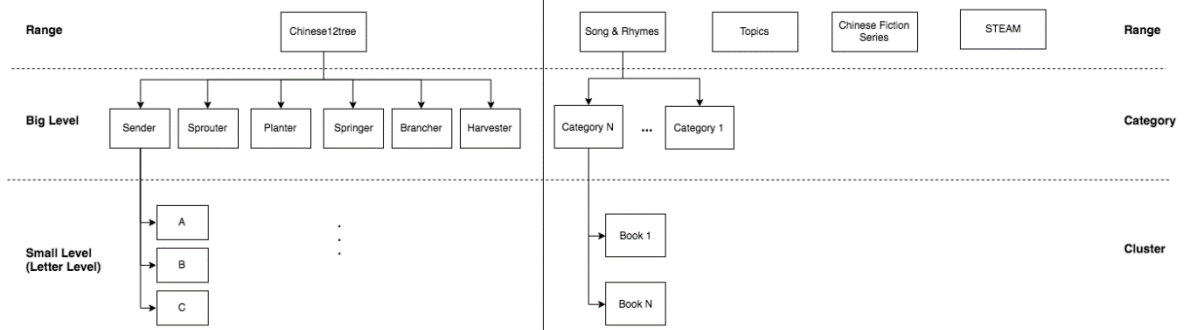 Range
Chinese12tree
Song & Rhymes
Topics
Chinese Fiction
Series
STEAM
Range
Big Level
Sender
Sprouter
Planter
Springer
Brancher
Harvester
Category N
...
Category 1
Category
A
Small Level
(Letter Level)
B
C
Book 1
Book N
Cluster